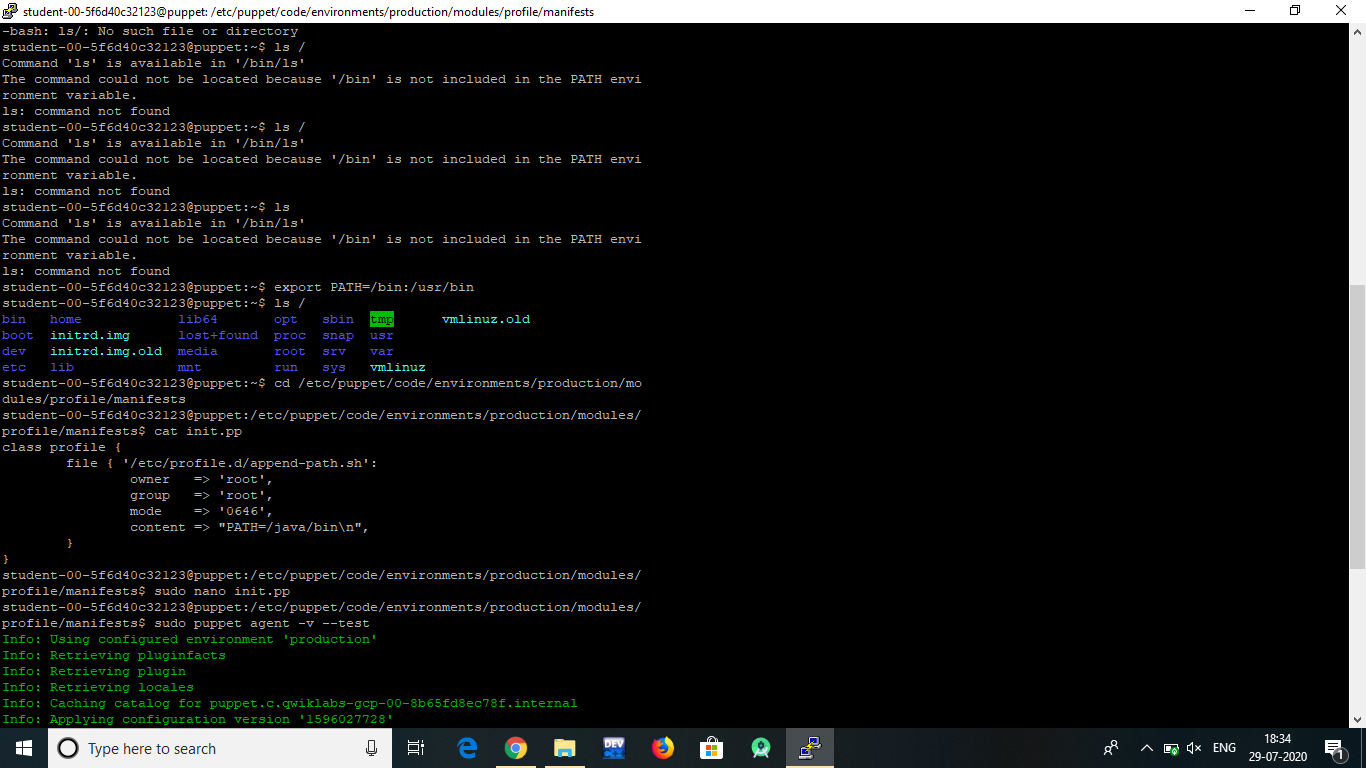 student-00-5f6d40c32123@puppet: /etc/puppet/code/environments/production/modules/profile/manifests
-bash: ls/: No such file or directory
student-00-5f6d40c32123@puppet:~$ ls /
Command 'ls' is available in '/bin/ls'
The command could not be located because '/bin' is not included in the PATH envi
ronment variable.
ls: command not found
student-00-5f6d40c32123@puppet:~$ ls /
Command 'ls' is available in '/bin/ls'
The command could not be located because '/bin' is not included in the PATH envi
ronment variable.
ls: command not found
student-00-5f6d40c32123@puppet:~$ ls
Command 'ls' is available in '/bin/ls'
The command could not be located because '/bin' is not included in the PATH envi
ronment variable.
ls: command not found
student-00-5f6d40c32123@puppet:~$ export PATH=/bin:/usr/bin
student-00-5f6d40c32123@puppet:~$ ls /
bin   home            lib64       opt   sbin  tmp      vmlinuz.old
boot  initrd.img      lost+found  proc  snap  usr
dev   initrd.img.old  media       root  srv   var
etc   lib             mnt         run   sys   vmlinuz
student-00-5f6d40c32123@puppet:~$ cd /etc/puppet/code/environments/production/mo
dules/profile/manifests
student-00-5f6d40c32123@puppet:/etc/puppet/code/environments/production/modules/
profile/manifests$ cat init.pp
class profile {
        file { '/etc/profile.d/append-path.sh':
                owner   => 'root',
                group   => 'root',
                mode    => '0646',
                content => "PATH=/java/bin\n",
        }
}
student-00-5f6d40c32123@puppet:/etc/puppet/code/environments/production/modules/
profile/manifests$ sudo nano init.pp
student-00-5f6d40c32123@puppet:/etc/puppet/code/environments/production/modules/
profile/manifests$ sudo puppet agent -v --test
Info: Using configured environment 'production'
Info: Retrieving pluginfacts
Info: Retrieving plugin
Info: Retrieving locales
Info: Caching catalog for puppet.c.qwiklabs-gcp-00-8b65fd8ec78f.internal
Info: Applying configuration version '1596027728'
Type here to search
DEV
ENG
18:34
29-07-2020
1